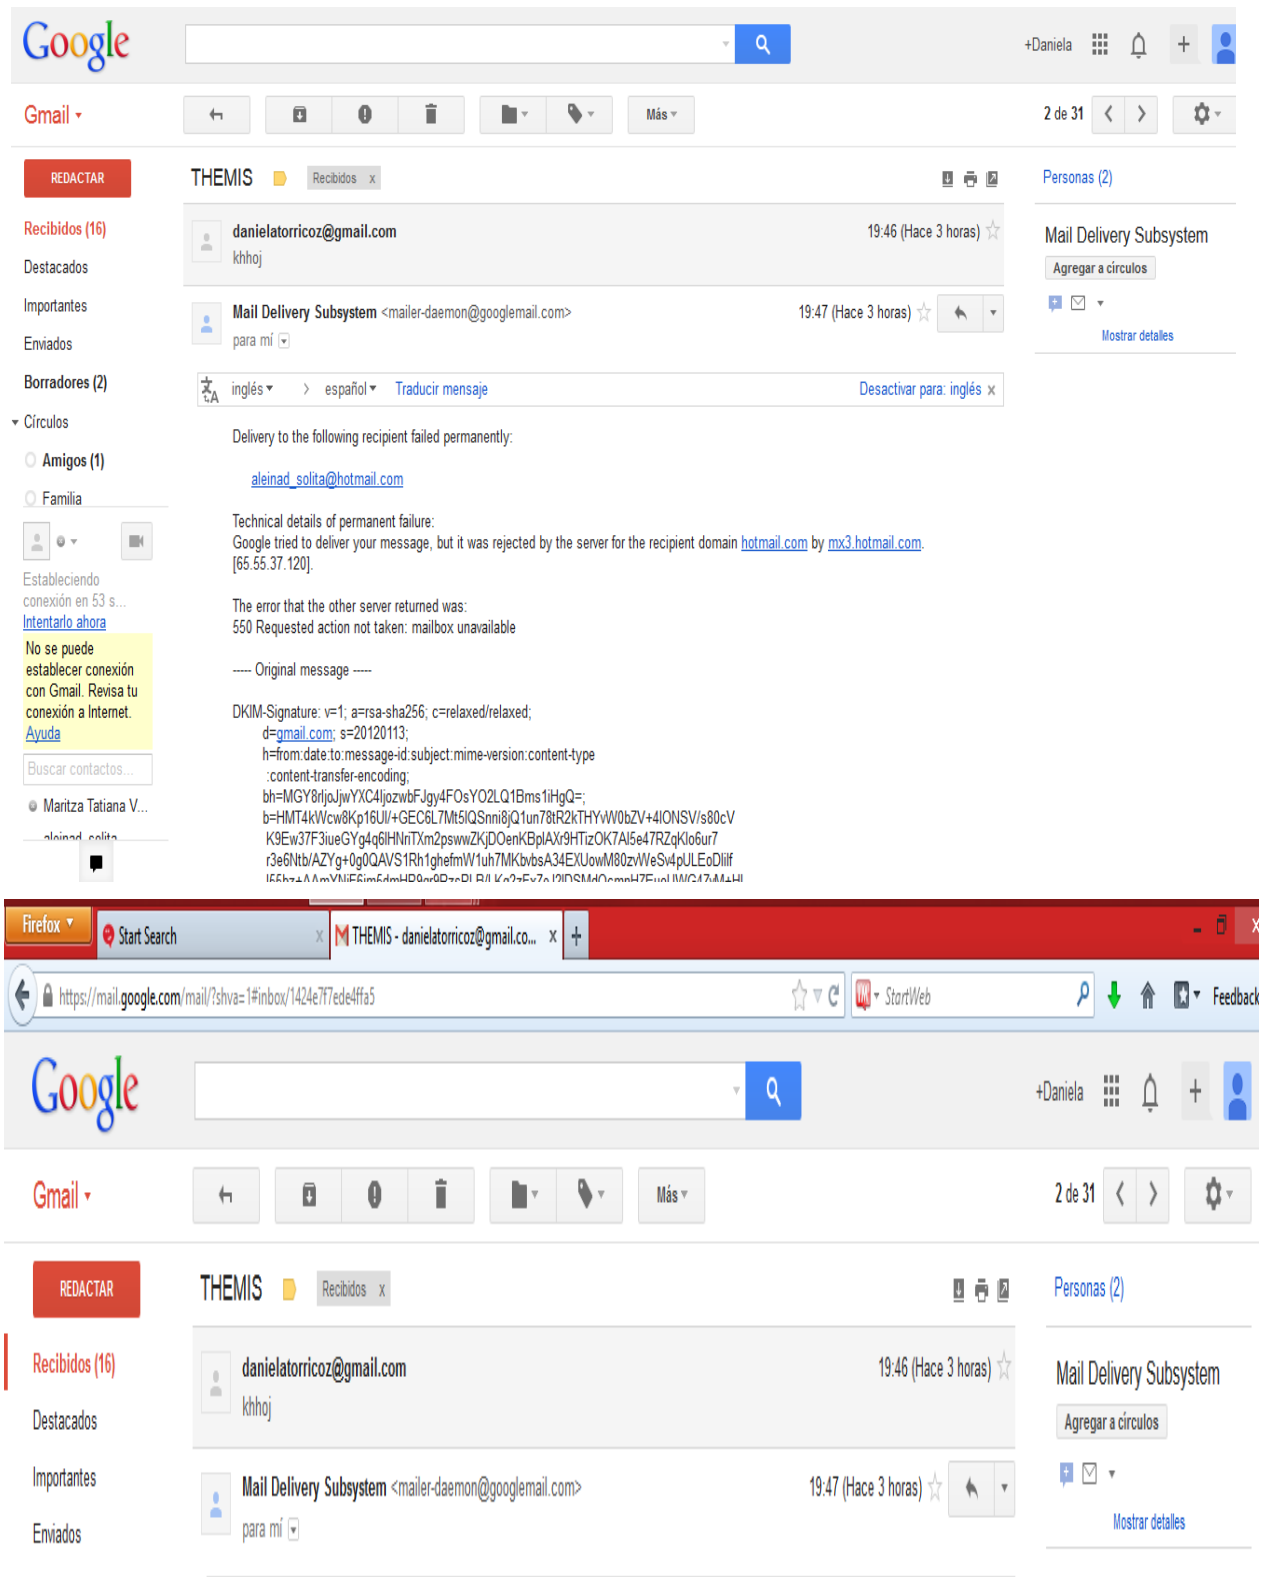 Google
+Daniela
Gmail
Más
2 de 31
REDACTAR
THEMIS
Recibidos x
Personas (2)
Recibidos (16)
Destacados
Importantes
Enviados
Borradores (2)
Círculos
Amigos (1)
Familia
Estableciendo
conexión en 53 s...
Intentarlo ahora
No se puede
establecer conexión
con Gmail. Revisa tu
conexión a Internet.
Ayuda
Buscar contactos...
Maritza Tatiana V...
aleinad_solita
danielatorricoz@gmail.com
19:46 (Hace 3 horas)
khhoj
Mail Delivery Subsystem <mailer-daemon@googlemail.com>
19:47 (Hace 3 horas)
para mí
Mail Delivery Subsystem
Agregar a círculos
Mostrar detalles
inglés > español Traducir mensaje
Desactivar para: inglés x
Delivery to the following recipient failed permanently:
aleinad_solita@hotmail.com
Technical details of permanent failure:
Google tried to deliver your message, but it was rejected by the server for the recipient domain hotmail.com by mx3.hotmail.com.
[65.55.37.120].
The error that the other server returned was:
550 Requested action not taken: mailbox unavailable
----- Original message -----
DKIM-Signature: v=1; a=rsa-sha256; c=relaxed/relaxed;
d=gmail.com; s=20120113;
h=from:date:to:message-id:subject:mime-version:content-type
:content-transfer-encoding;
bh=MGY8rljoJjwYXC4IjozwbFJgy4FOsYO2LQ1Bms1iHgQ=;
b=HMT4kWcw8Kp16UI/+GEC6L7Mt5IQSnni8jQ1un78tR2kTHYvW0bZV+4IONSV/s80cV
K9Ew37F3iueGYg4q6lHNriTXm2pswwZKjDOenKBplAXr9HTizOK7Al5e47RZqKlo6ur7
r3e6Ntb/AZYg+0g0QAVS1Rh1ghefmW1uh7MKbvbsA34EXUowM80zvWeSv4pULEoDlilf
Firefox
Start Search x
THEMIS - danielatorricoz@gmail.co... x +
https://mail.google.com/mail/?shva=1#inbox/1424e7f7ede4ffa5
StartWeb
Feedback
Google
+Daniela
Gmail
Más
2 de 31
REDACTAR
THEMIS
Recibidos x
Personas (2)
Recibidos (16)
Destacados
Importantes
Enviados
danielatorricoz@gmail.com
19:46 (Hace 3 horas)
khhoj
Mail Delivery Subsystem <mailer-daemon@googlemail.com>
19:47 (Hace 3 horas)
para mí
Mail Delivery Subsystem
Agregar a círculos
Mostrar detalles